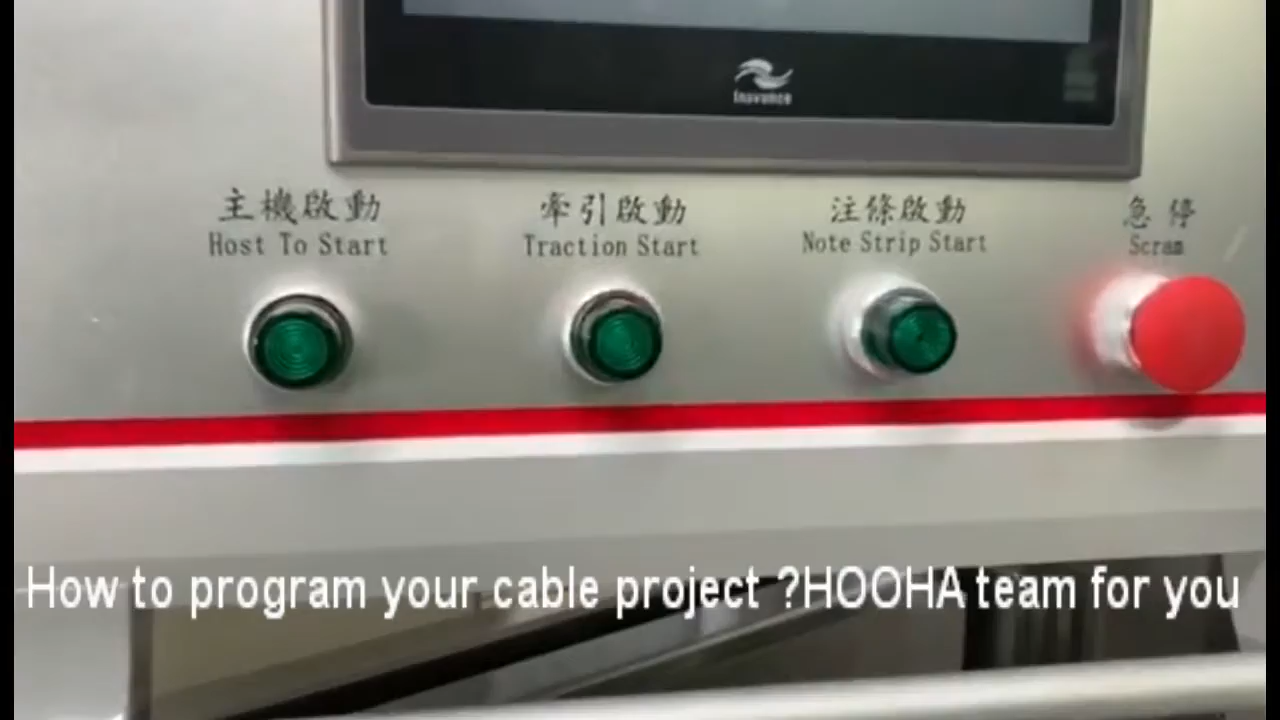 Inovance
主機啟動 牽引啟動 注條啟動 急停
Host To Start Traction Start Note Strip Start Scram
How to program your cable project ?HOOHA team for you